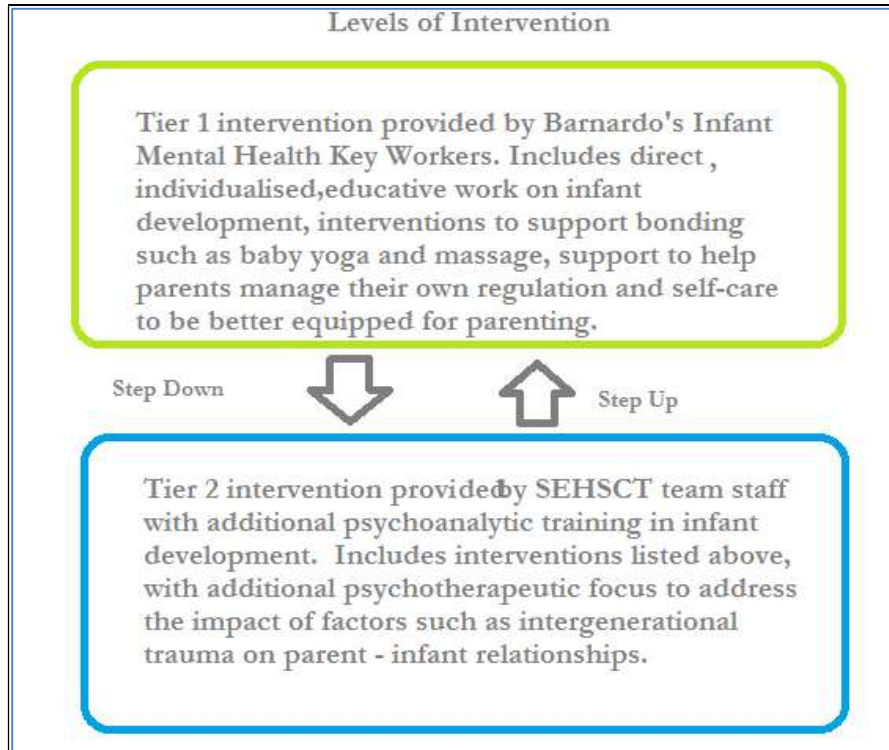 Levels of Intervention
Tier 1 intervention provided by Barnardo's Infant
Mental Health Key Workers. Includes direct ,
individualised,educative work on infant
development, interventions to support bonding
such as baby yoga and massage, support to help
parents manage their own regulation and self-care
to be better equipped for parenting.
Step Down
Step Up
Tier 2 intervention provided by SEHSCT team staff
with additional psychoanalytic training in infant
development.  Includes interventions listed above,
with additional psychotherapeutic focus to address
the impact of factors such as intergenerational
trauma on parent - infant relationships.